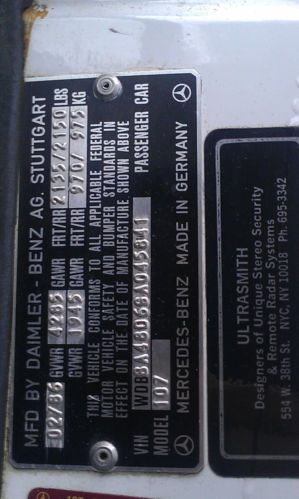 MFD BY DAIMLER - BENZ AG. STUTTGART
02/86 GVWR 4285 GAWR FRT/RR 2135/2150 LBS
GVWR 1945 GAWR FRT/RR 970/ 975 KG
THIS VEHICLE CONFORMS TO ALL APPLICABLE FEDERAL
MOTOR VEHICLE SAFETY AND BUMPER STANDARDS IN
EFFECT ON THE DATE OF MANUFACTURE SHOWN ABOVE
VIN WDBBA48D6GA045841 PASSENGER CAR
MODEL 107
MERCEDES-BENZ MADE IN GERMANY
ULTRASMITH
Designers of Unique Stereo Security
& Remote Radar Systems
554 W. 38th St. NYC, NY 10018 Ph. 695-3342